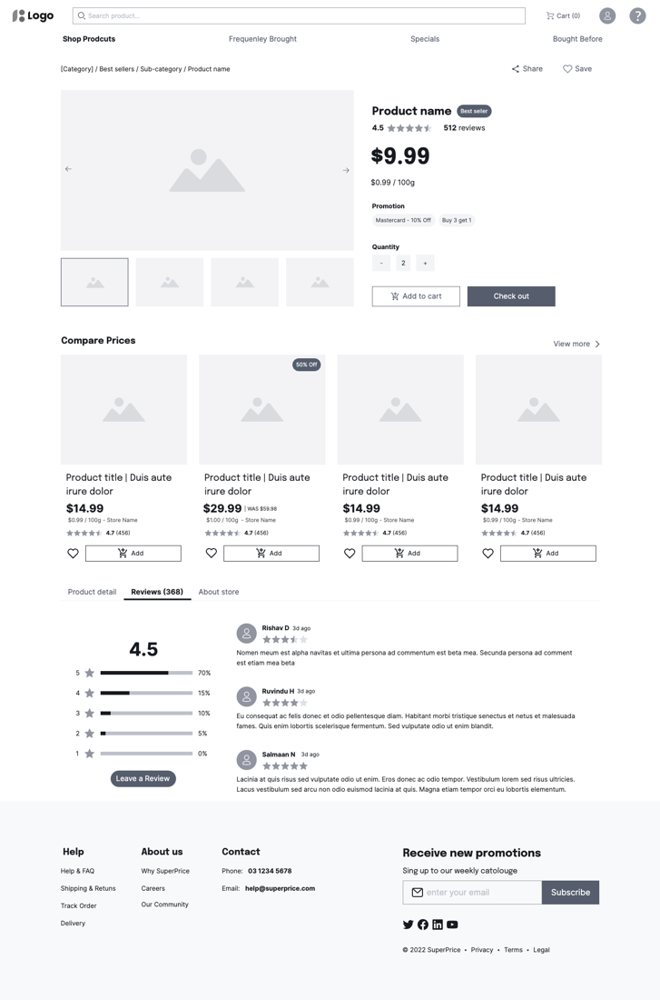 Logo
Search product...
Cart (0)
?
Shop Prodcuts
Frequenley Brought
Specials
Bought Before
[Category] / Best sellers / Sub-category / Product name
Share
Save
Product name
Best seller
4.5
512 reviews
$9.99
$0.99 / 100g
Promotion
Mastercard - 10% Off
Buy 3 get 1
Quantity
- 2 +
Add to cart
Check out
Compare Prices
View more
50% Off
Product title | Duis aute
irure dolor
$14.99
$0.99 / 100g - Store Name
4.7 (456)
Add
Product title | Duis aute
irure dolor
$29.99 | WAS $59.98
$1.00 / 100g - Store Name
4.7 (456)
Add
Product title | Duis aute
irure dolor
$14.99
$0.99 / 100g - Store Name
4.7 (456)
Add
Product title | Duis aute
irure dolor
$14.99
$0.99 / 100g - Store Name
4.7 (456)
Add
Product detail
Reviews (368)
About store
4.5
5 70%
4 15%
3 10%
2 5%
1 0%
Leave a Review
Rishav D 3d ago
Nomen meum est alpha navitas et ultima persona ad commentum est beta mea. Secunda persona ad comment
est etiam mea beta
Ruvindu H 3d ago
Eu consequat ac felis donec et odio pellentesque diam. Habitant morbi tristique senectus et netus et malesuada
fames. Quis enim lobortis scelerisque fermentum. Sed vulputate odio ut enim blandit.
Salmaan N 3d ago
Lacinia at quis risus sed vulputate odio ut enim. Eros donec ac odio tempor. Vestibulum lorem sed risus ultricies.
Lacus vestibulum sed arcu non odio euismod lacinia at quis. Magna etiam tempor orci eu lobortis elementum.
Help
Help & FAQ
Shipping & Retuns
Track Order
Delivery
About us
Why SuperPrice
Careers
Our Community
Contact
Phone: 03 1234 5678
Email: help@superprice.com
Receive new promotions
Sing up to our weekly catolouge
enter your email
Subscribe
© 2022 SuperPrice • Privacy • Terms • Legal